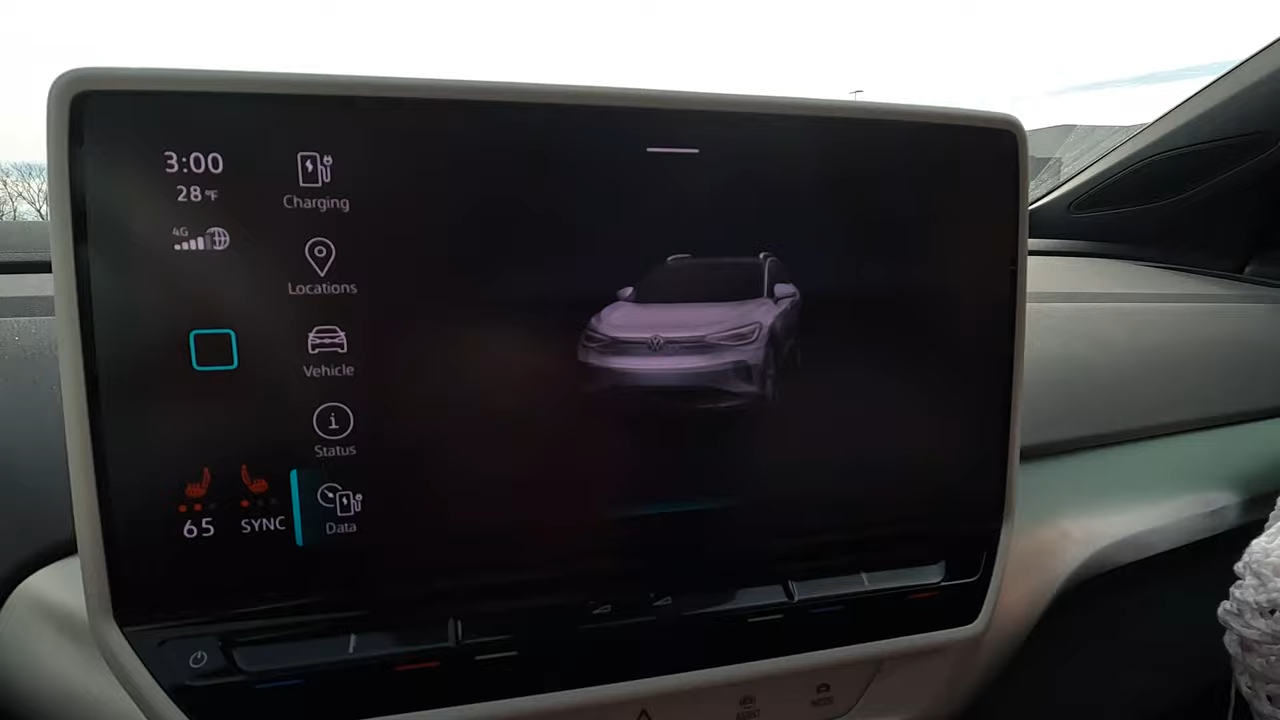 3:00
28°F
4G
Charging
Locations
Vehicle
Status
Data
65
SYNC